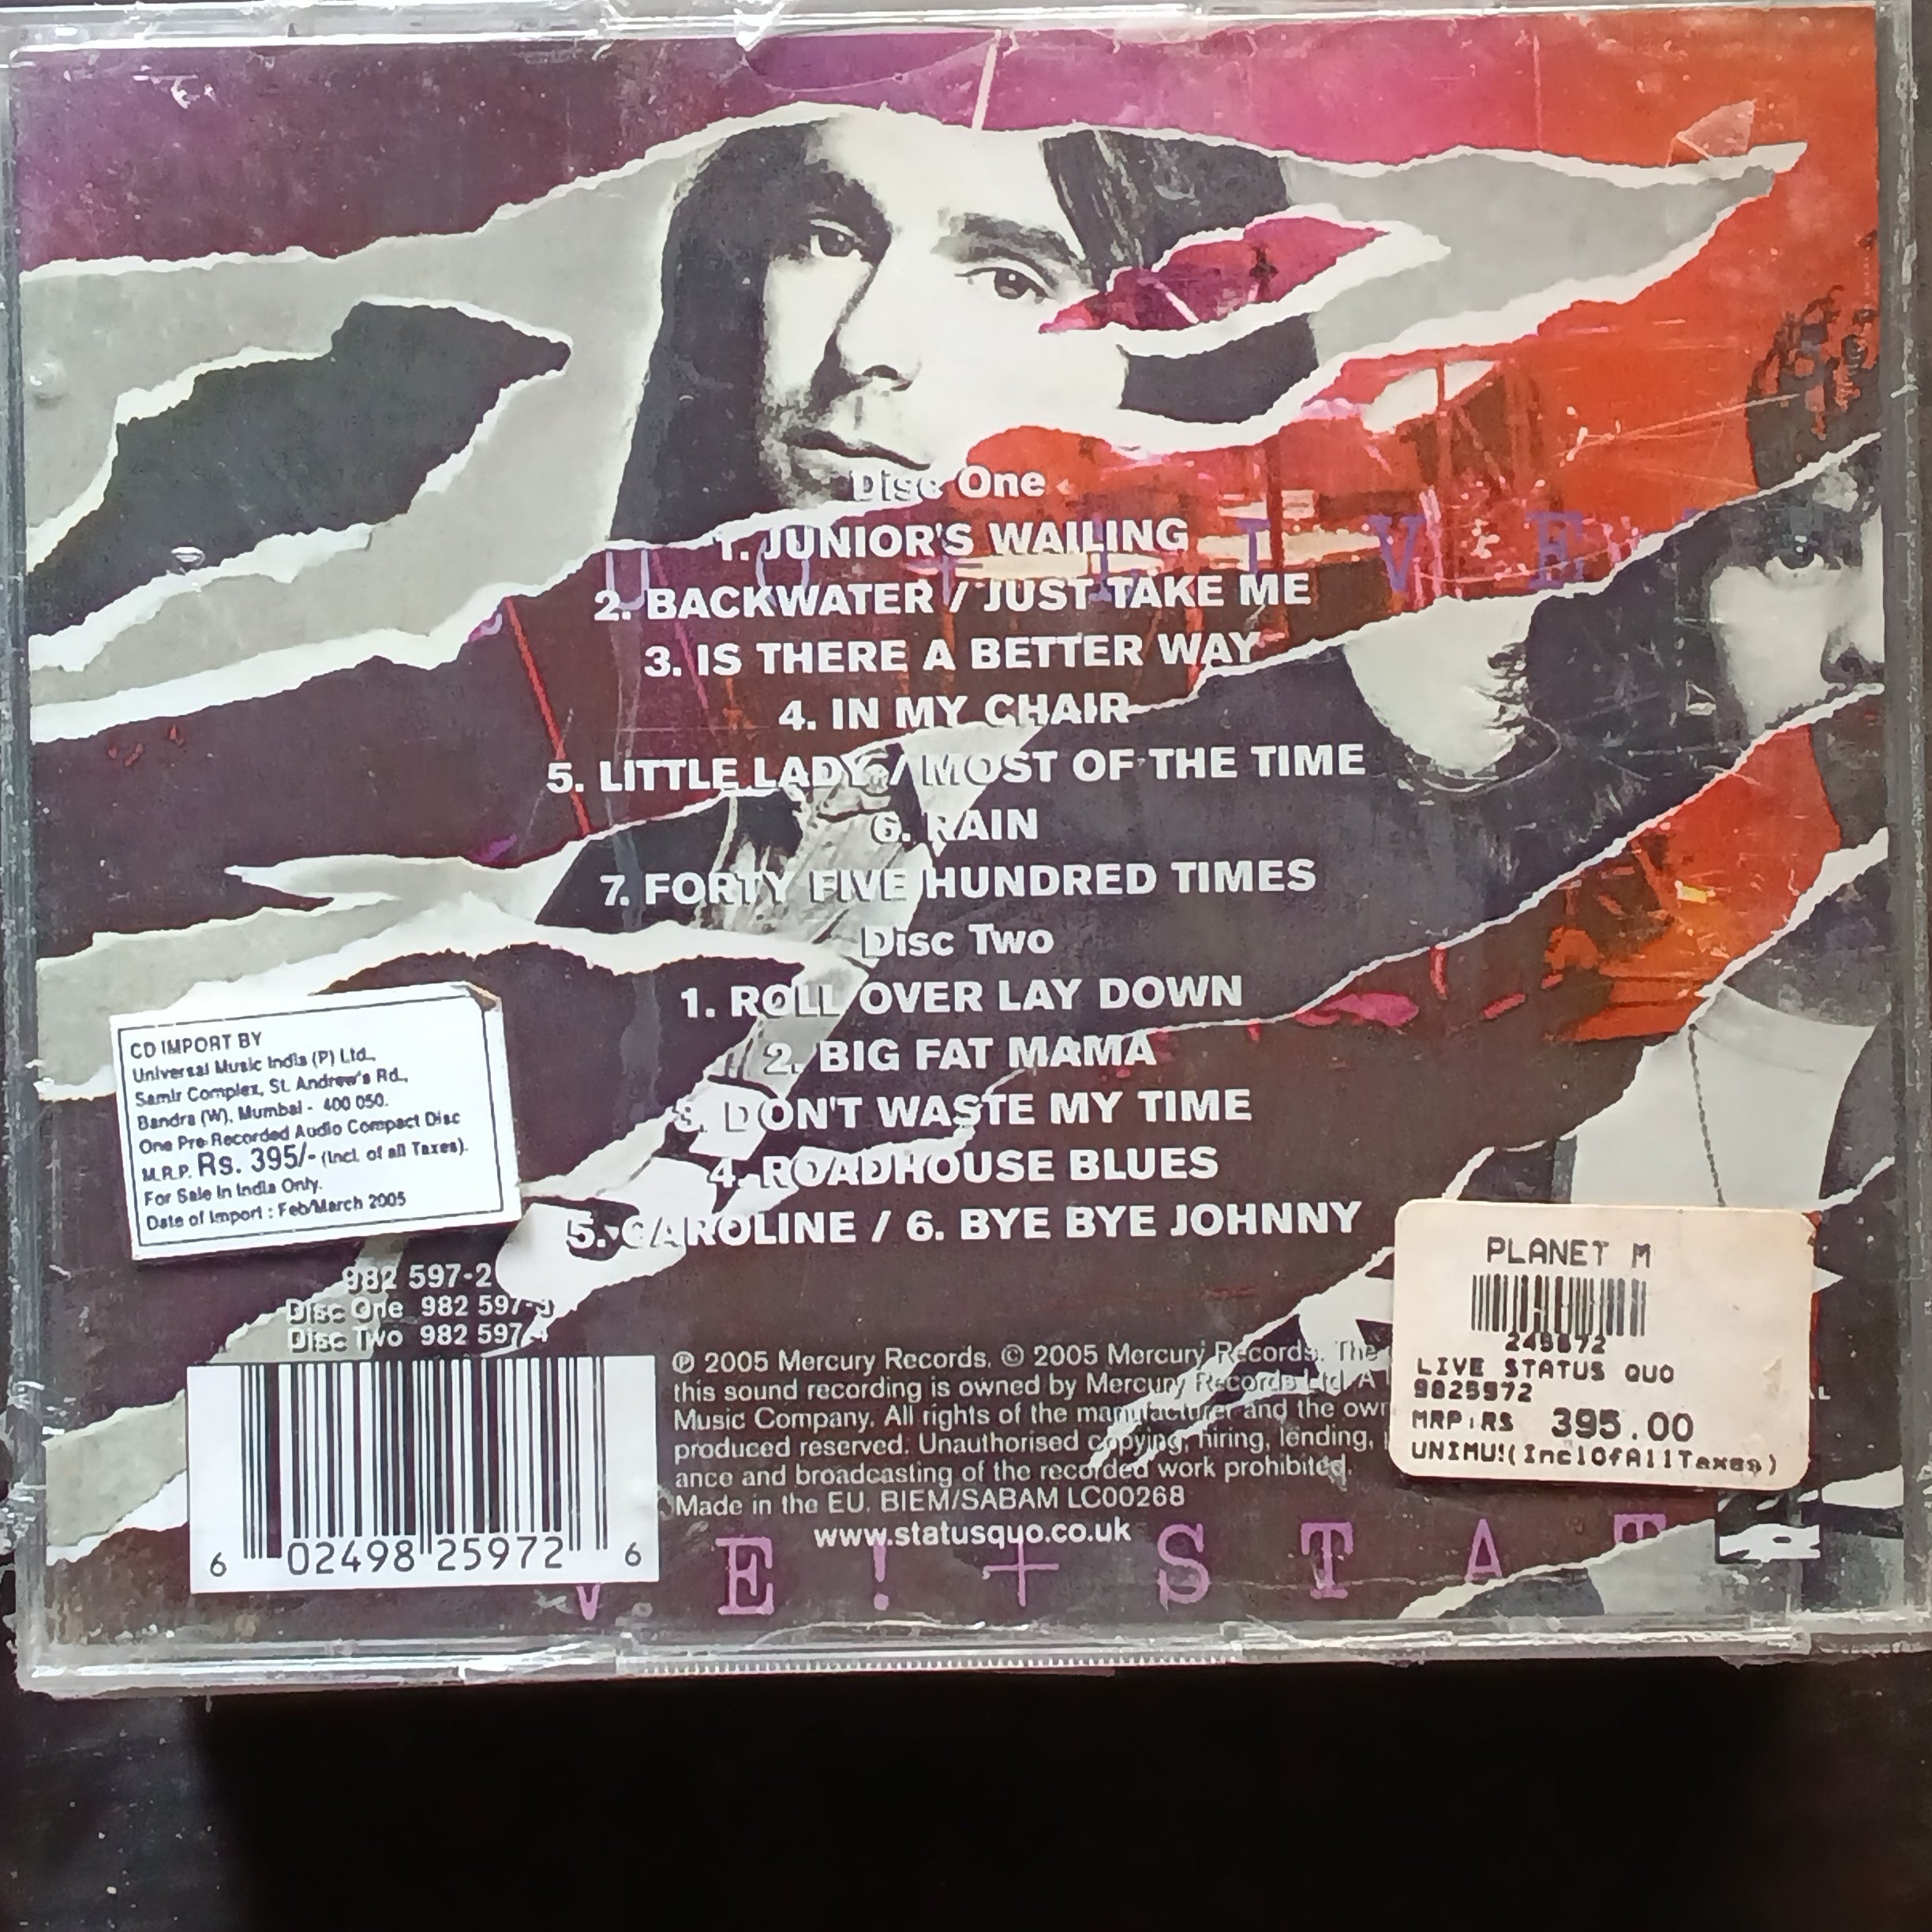 Disc One
1. JUNIOR'S WAILING
2. BACKWATER / JUST TAKE ME
3. IS THERE A BETTER WAY
4. IN MY CHAIR
5. LITTLE LADY / MOST OF THE TIME
6. RAIN
7. FORTY FIVE HUNDRED TIMES
Disc Two
1. ROLL OVER LAY DOWN
2. BIG FAT MAMA
3. DON'T WASTE MY TIME
4. ROADHOUSE BLUES
5. CAROLINE / 6. BYE BYE JOHNNY
CD IMPORT BY
Universal Music India (P) Ltd.,
Samir Complex, St. Andrew's Rd.,
Bandra (W), Mumbai - 400 050.
One Pre-Recorded Audio Compact Disc
M.R.P. Rs. 395/- (Incl. of all Taxes).
For Sale In India Only.
Date of Import : Feb/March 2005
982 597-2
Disc One 982 597-3
Disc Two 982 597-4
6 02498 25972 6
℗ 2005 Mercury Records. © 2005 Mercury Records. The
this sound recording is owned by Mercury Records Ltd. A
Music Company. All rights of the manufacturer and the
produced reserved. Unauthorised copying, hiring, lending,
ance and broadcasting of the recorded work prohibited.
Made in the EU. BIEM/SABAM LC00268
www.statusquo.co.uk
PLANET M
LIVE STATUS QUO
9825972
MRP:RS 395.00
UNIMU!(InclOfAllTaxes)
LIVE
VE!+STAT